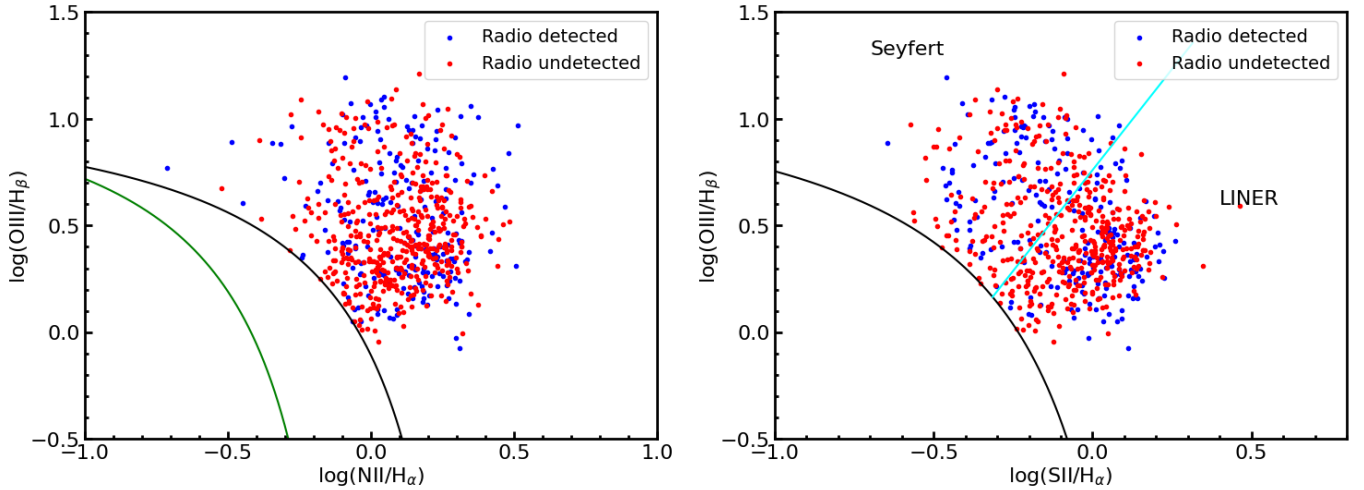 1.5
1.0
0.5
0.0
−0.5
−1.0
−0.5
0.0
0.5
1.0
log(OIII/Hβ)
log(NII/Hα)
Radio detected
Radio undetected
1.5
1.0
0.5
0.0
−0.5
−1.0
−0.5
0.0
0.5
log(OIII/Hβ)
log(SII/Hα)
Seyfert
Radio detected
Radio undetected
LINER